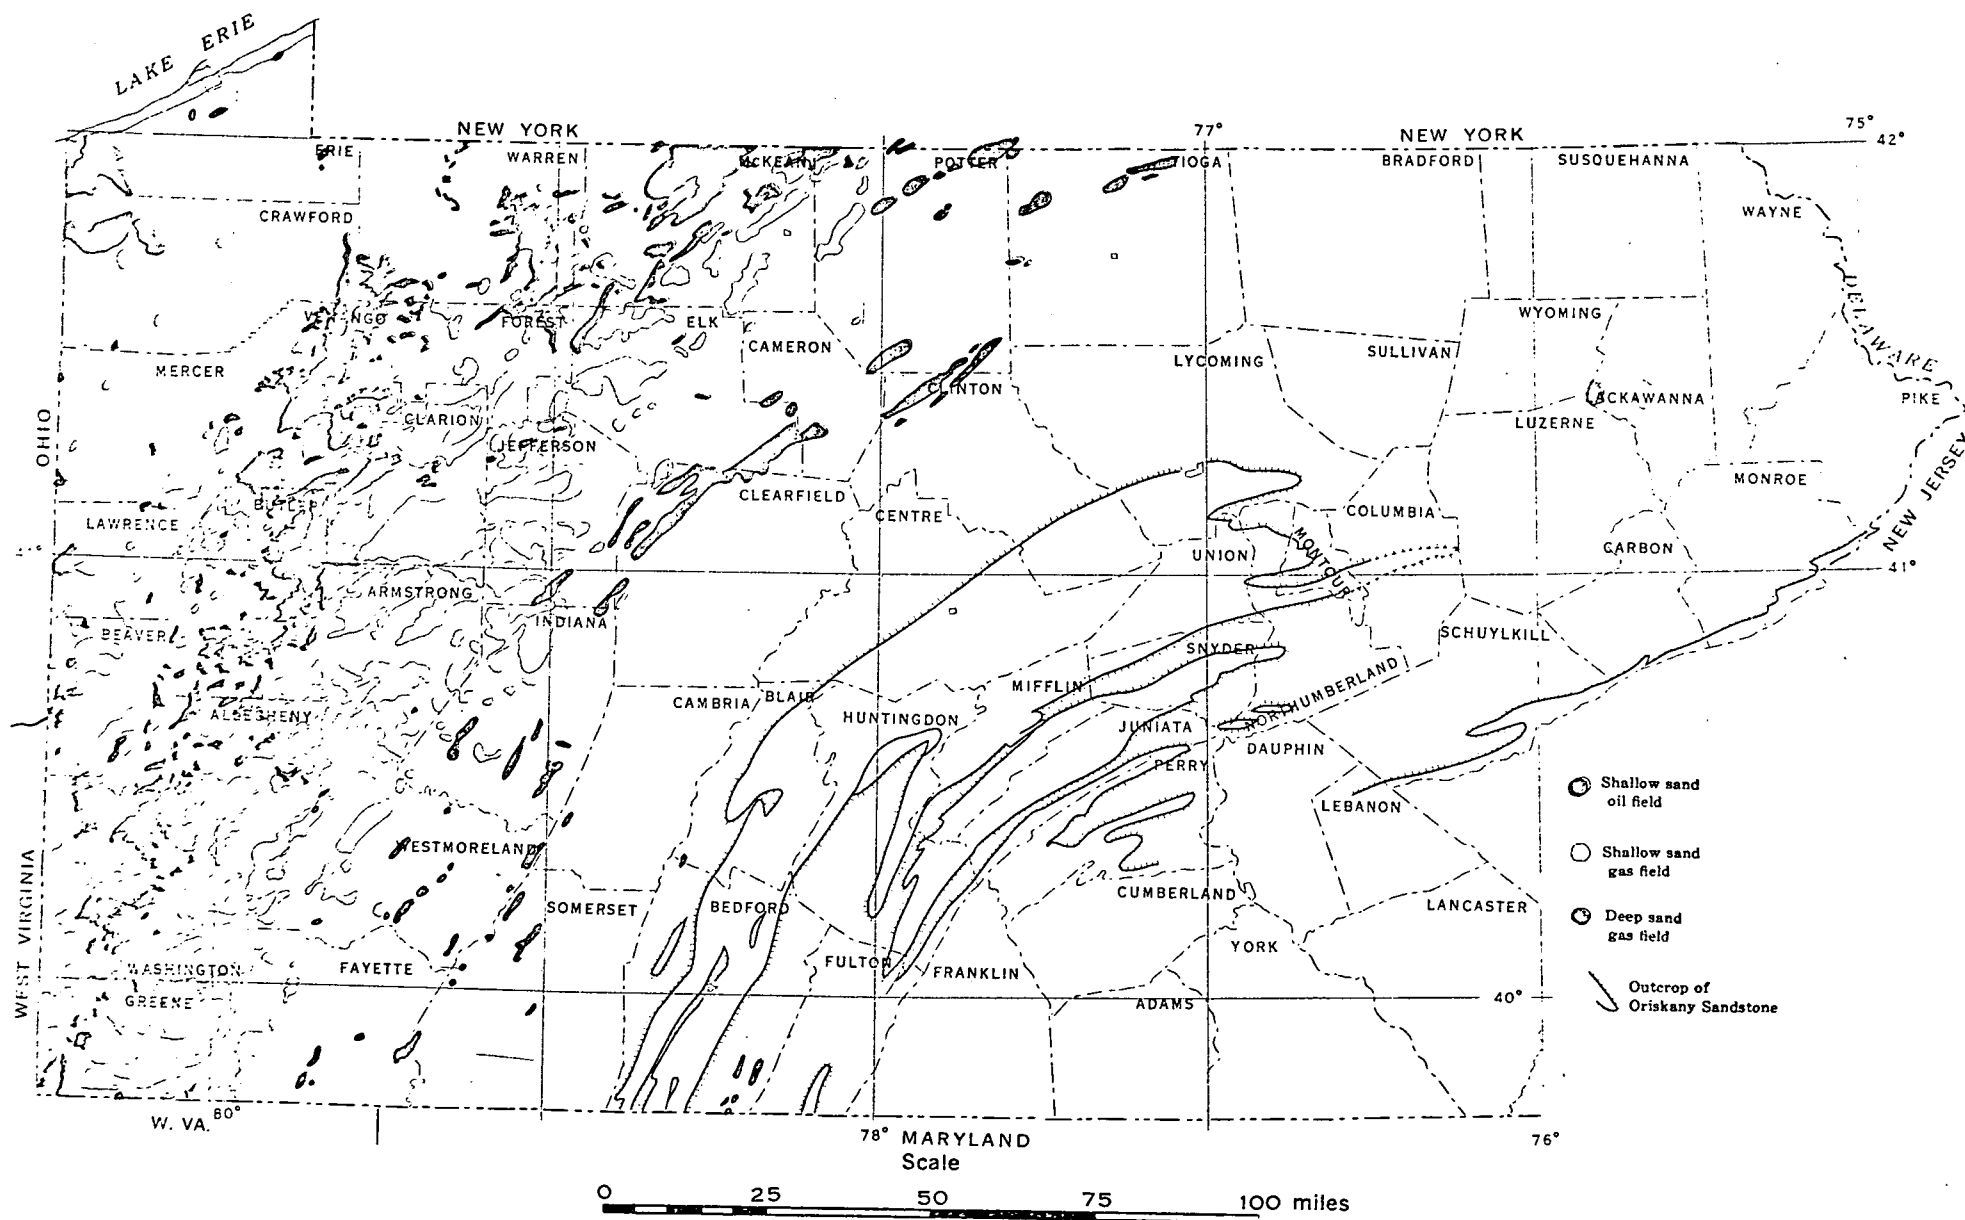 LAKE ERIE
NEW YORK
77°
NEW YORK
75°
42°
ERIE
WARREN
McKEAN
POTTER
TIOGA
BRADFORD
SUSQUEHANNA
CRAWFORD
WAYNE
FOREST
ELK
CAMERON
WYOMING
DELAWARE
MERCER
LYCOMING
SULLIVAN
CLINTON
PIKE
OHIO
CLARION
JEFFERSON
LUZERNE
CLEARFIELD
MONROE
NEW JERSEY
LAWRENCE
BUTLER
CENTRE
COLUMBIA
MONTOUR
UNION
CARBON
41°
ARMSTRONG
INDIANA
BEAVER
SCHUYLKILL
SNYDER
NORTHUMBERLAND
MIFFLIN
CAMBRIA
BLAIR
ALLEGHENY
HUNTINGDON
JUNIATA
DAUPHIN
PERRY
Shallow sand
oil field
LEBANON
WEST VIRGINIA
Shallow sand
gas field
CUMBERLAND
SOMERSET
BEDFORD
LANCASTER
Deep sand
gas field
YORK
WASHINGTON
FAYETTE
FULTON
FRANKLIN
GREENE
ADAMS
40°
Outcrop of
Oriskany Sandstone
W. VA.
80°
78°
MARYLAND
76°
Scale
0 25 50 75 100 miles